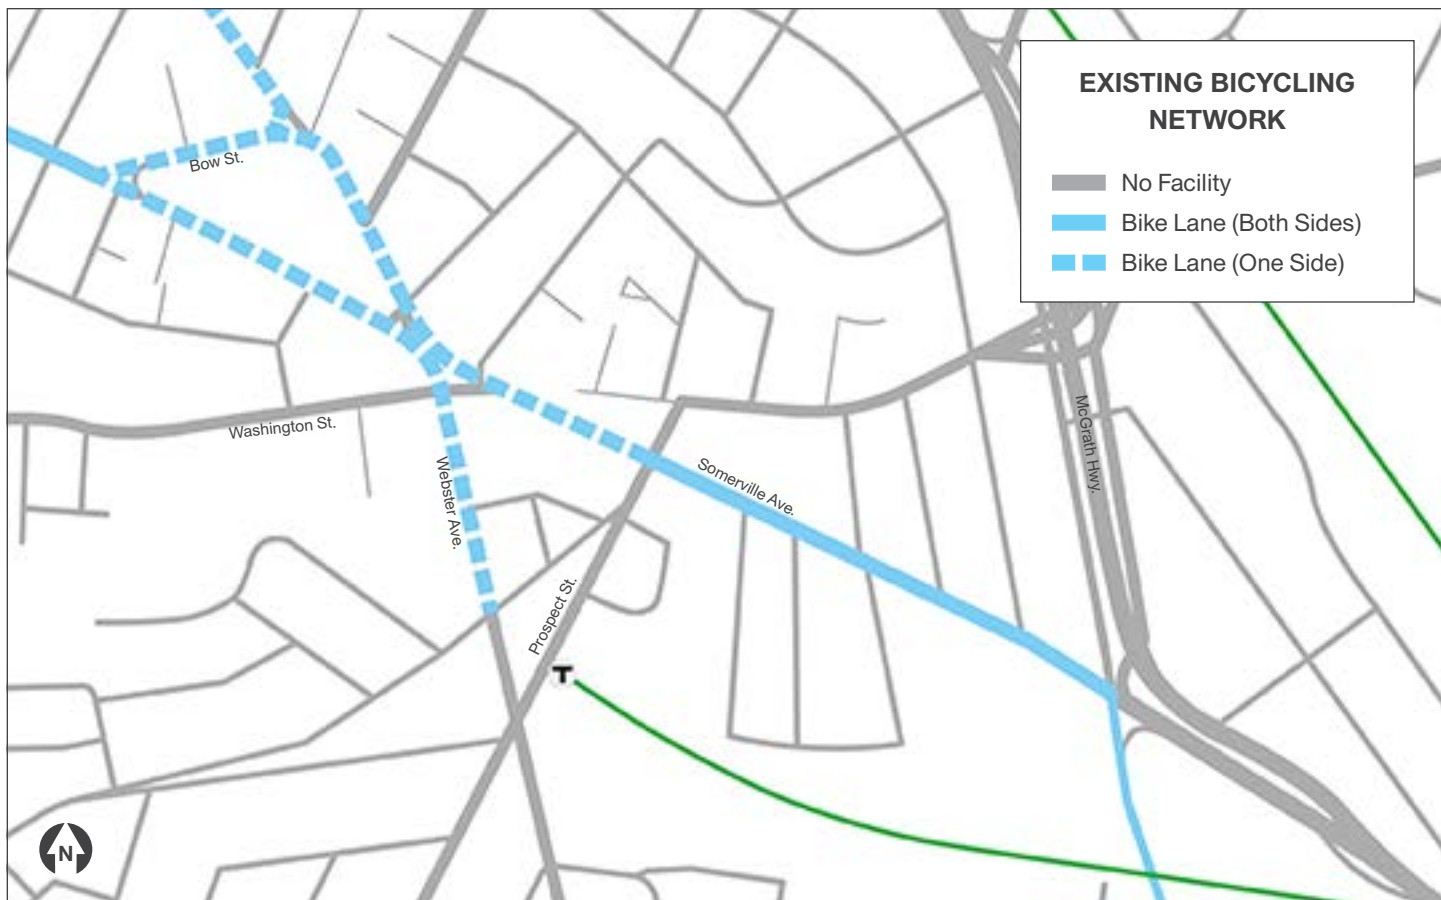 EXISTING BICYCLING
NETWORK
No Facility
Bike Lane (Both Sides)
Bike Lane (One Side)
Bow St.
Washington St.
Webster Ave.
Somerville Ave.
McGrath Hwy.
Prospect St.
T
N